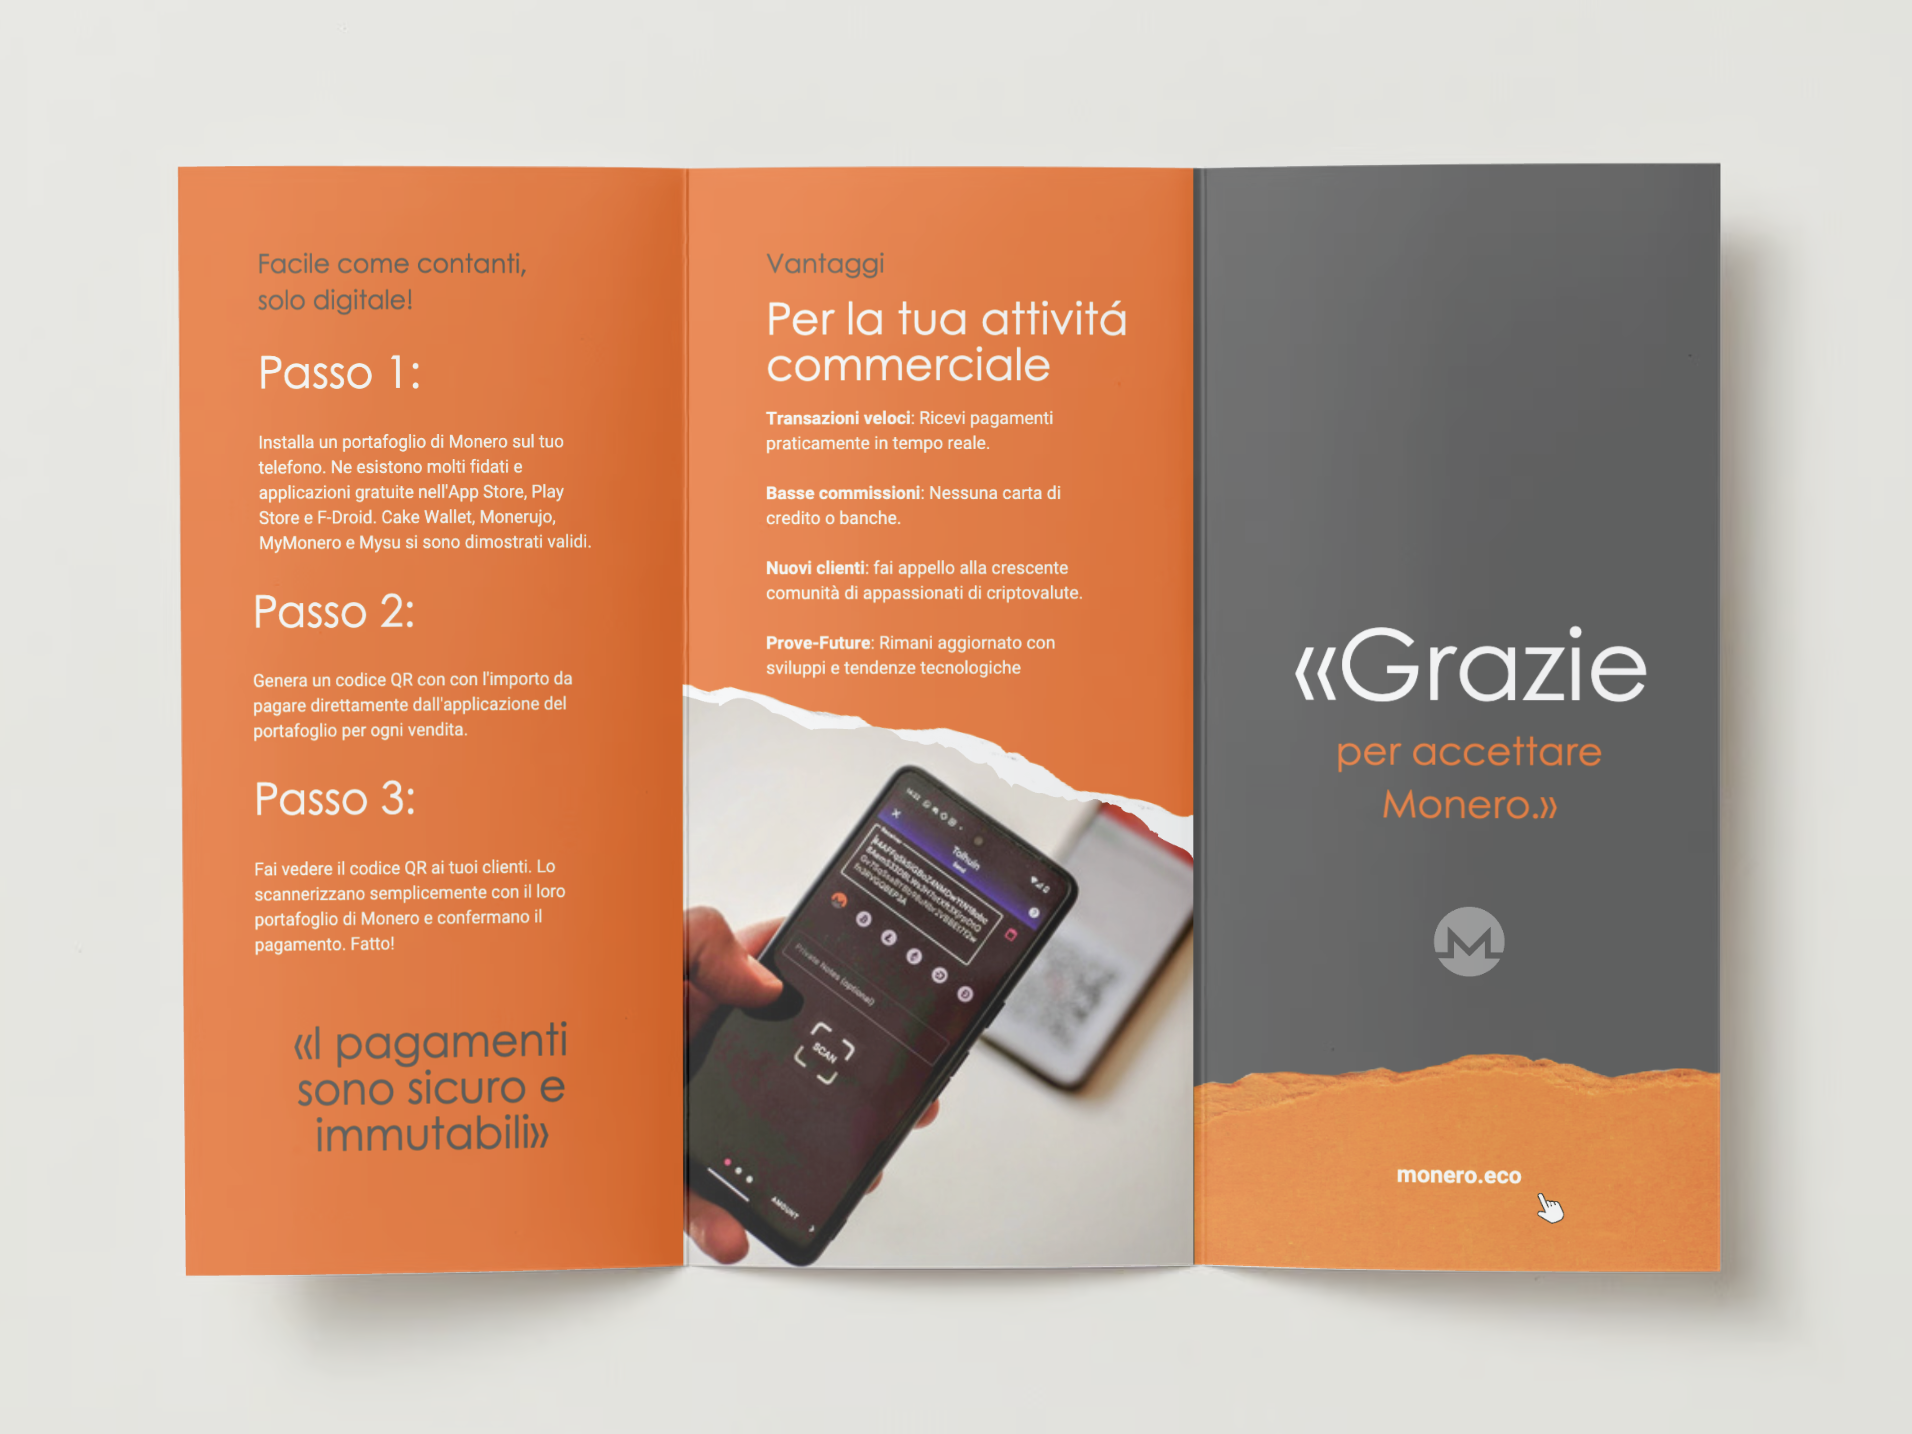 Facile come contanti,
solo digitale!
Passo 1:
Installa un portafoglio di Monero sul tuo
telefono. Ne esistono molti fidati e
applicazioni gratuite nell'App Store, Play
Store e F-Droid. Cake Wallet, Monerujo,
MyMonero e Mysu si sono dimostrati validi.
Passo 2:
Genera un codice QR con con l'importo da
pagare direttamente dall'applicazione del
portafoglio per ogni vendita.
Passo 3:
Fai vedere il codice QR ai tuoi clienti. Lo
scannerizzano semplicemente con il loro
portafoglio di Monero e confermano il
pagamento. Fatto!
«I pagamenti
sono sicuro e
immutabili»
Vantaggi
Per la tua attivitá
commerciale
Transazioni veloci: Ricevi pagamenti
praticamente in tempo reale.
Basse commissioni: Nessuna carta di
credito o banche.
Nuovi clienti: fai appello alla crescente
comunità di appassionati di criptovalute.
Prove-Future: Rimani aggiornato con
sviluppi e tendenze tecnologiche
14:22
Send
Private Notes (optional)
SCAN
AMOUNT
«Grazie
per accettare
Monero.»
monero.eco